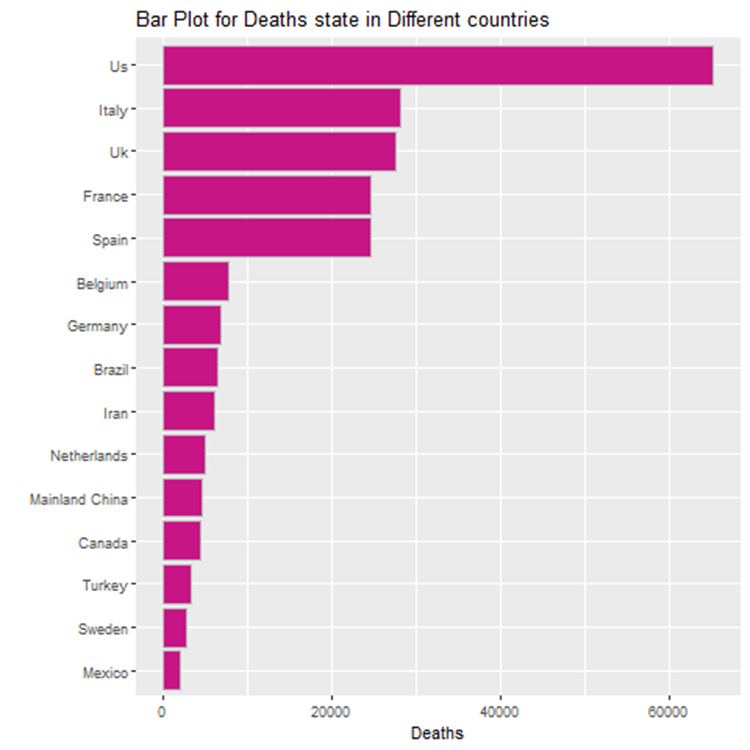 Bar Plot for Deaths state in Different countries
Us
Italy
Uk
France
Spain
Belgium
Germany
Brazil
Iran
Netherlands
Mainland China
Canada
Turkey
Sweden
Mexico
0 20000 40000 60000
Deaths